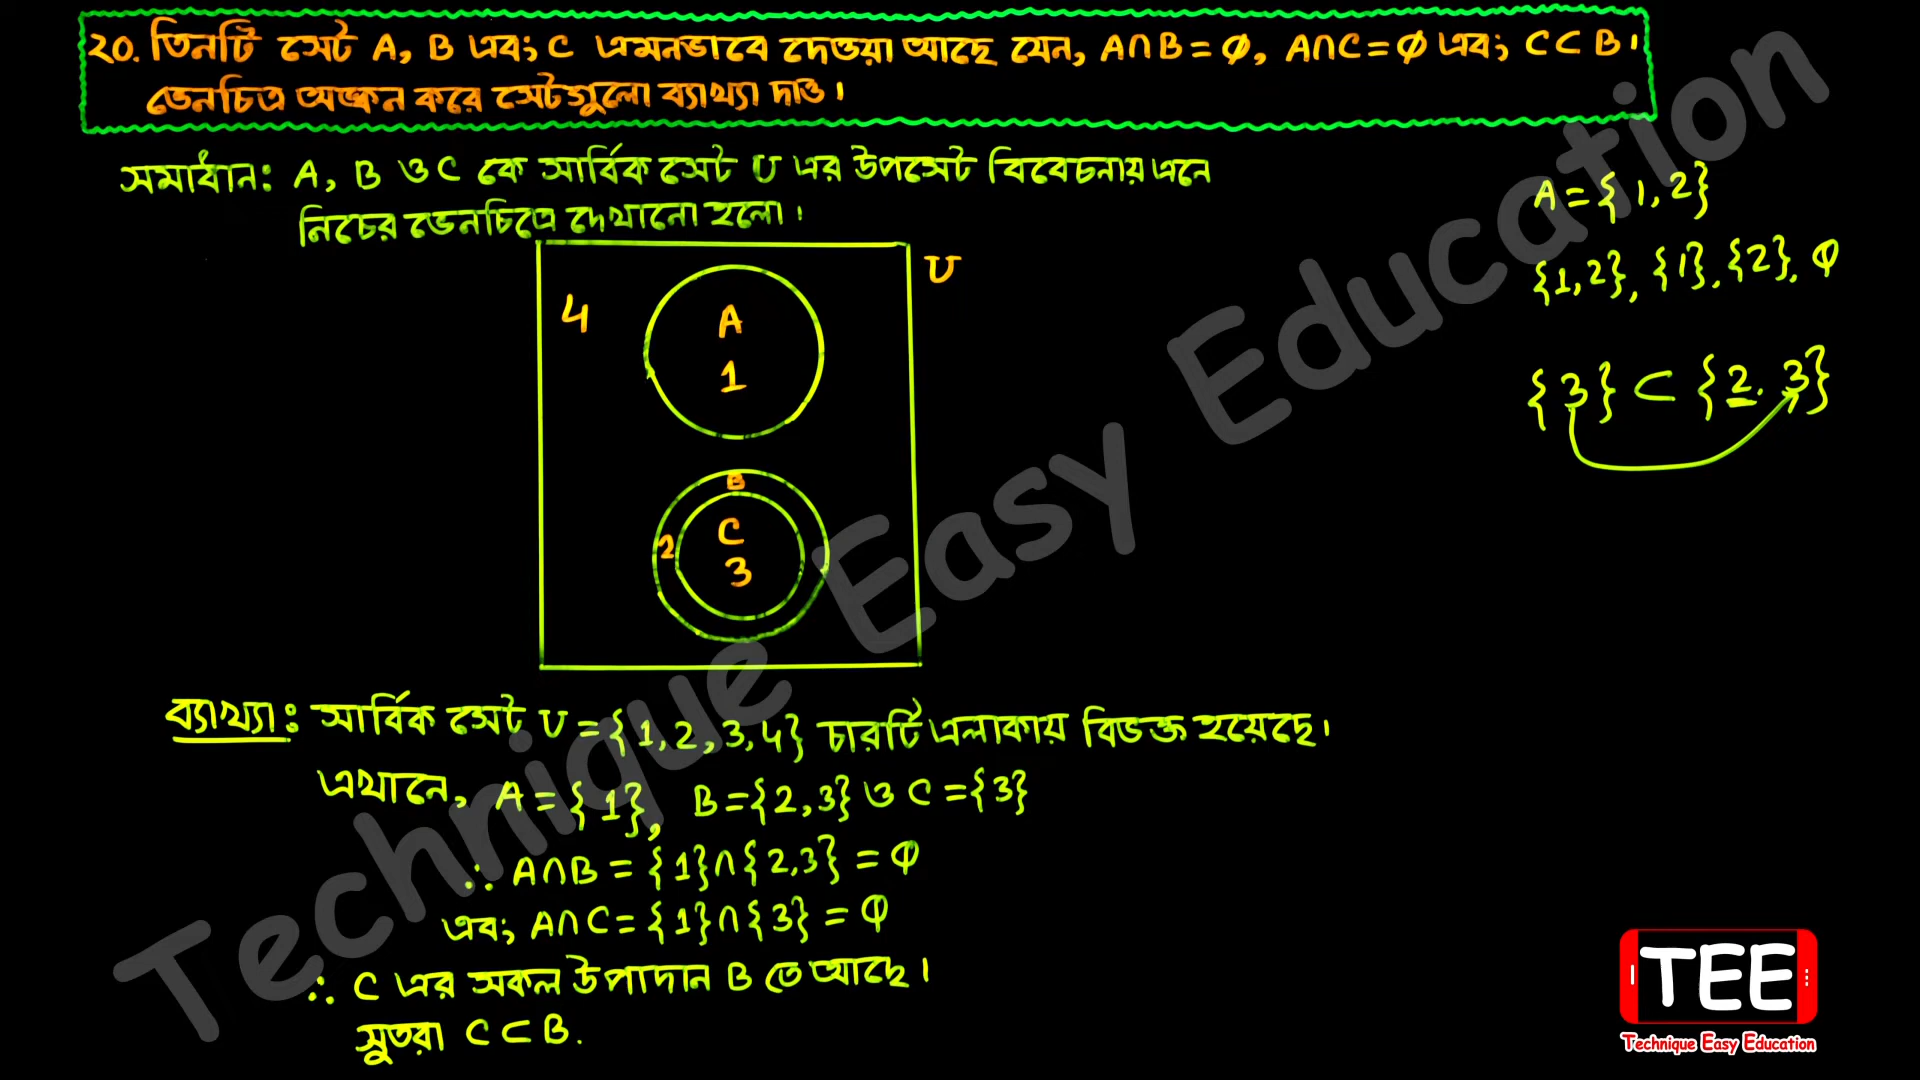 ২০. তিনটি সেট A, B এবং C এমনভাবে দেওয়া আছে যেন, A∩B=Φ, A∩C=Φ এবং C⊂B।
ভেনচিত্র অঙ্কন করে সেটগুলো ব্যাখ্যা দাও।
সমাধান: A, B ও C কে সার্বিক সেট U এর উপসেট বিবেচনায় এনে
নিচের ভেনচিত্রে দেখানো হলো।
U
4
A
1
B
C
2
3
A={1,2}
{1,2}, {1}, {2}, Φ
{3}⊂{2, 3}
ব্যাখ্যা: সার্বিক সেট U={1,2,3,4} চারটি এলাকায় বিভক্ত হয়েছে।
এখানে, A={1}, B={2,3} ও C={3}
∴ A∩B={1}∩{2,3}=Φ
এবং A∩C={1}∩{3}=Φ
∴ C এর সকল উপাদান B তে আছে।
সুতরা C⊂B.
Technique Easy Education
TEE
Technique Easy Education